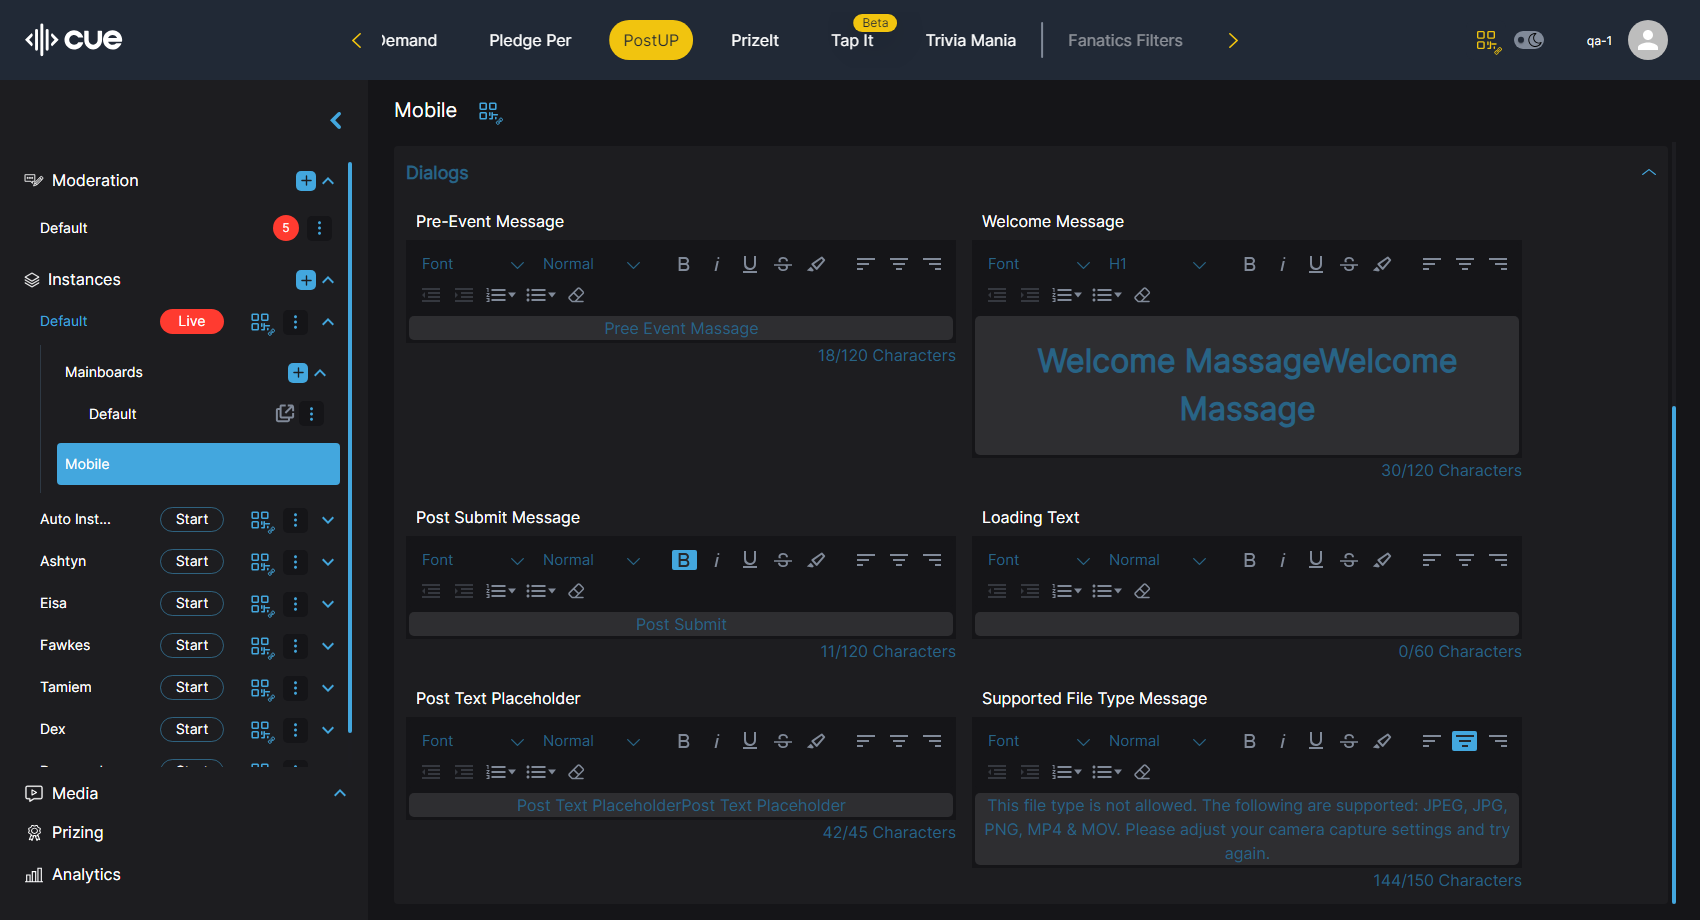 cue
Demand
Pledge Per
PostUP
PrizeIt
Beta
Tap It
Trivia Mania
Fanatics Filters
qa-1
Moderation
Default
5
Instances
Default
Live
Mainboards
Default
Mobile
Auto Inst...
Start
Ashtyn
Start
Eisa
Start
Fawkes
Start
Tamiem
Start
Dex
Start
Media
Prizing
Analytics
Mobile
Dialogs
Pre-Event Message
Font
Normal
Pree Event Massage
18/120 Characters
Welcome Message
Font
H1
Welcome MassageWelcome
Massage
30/120 Characters
Post Submit Message
Font
Normal
Post Submit
11/120 Characters
Loading Text
Font
Normal
0/60 Characters
Post Text Placeholder
Font
Normal
Post Text PlaceholderPost Text Placeholder
42/45 Characters
Supported File Type Message
Font
Normal
This file type is not allowed. The following are supported: JPEG, JPG,
PNG, MP4 & MOV. Please adjust your camera capture settings and try
again.
144/150 Characters